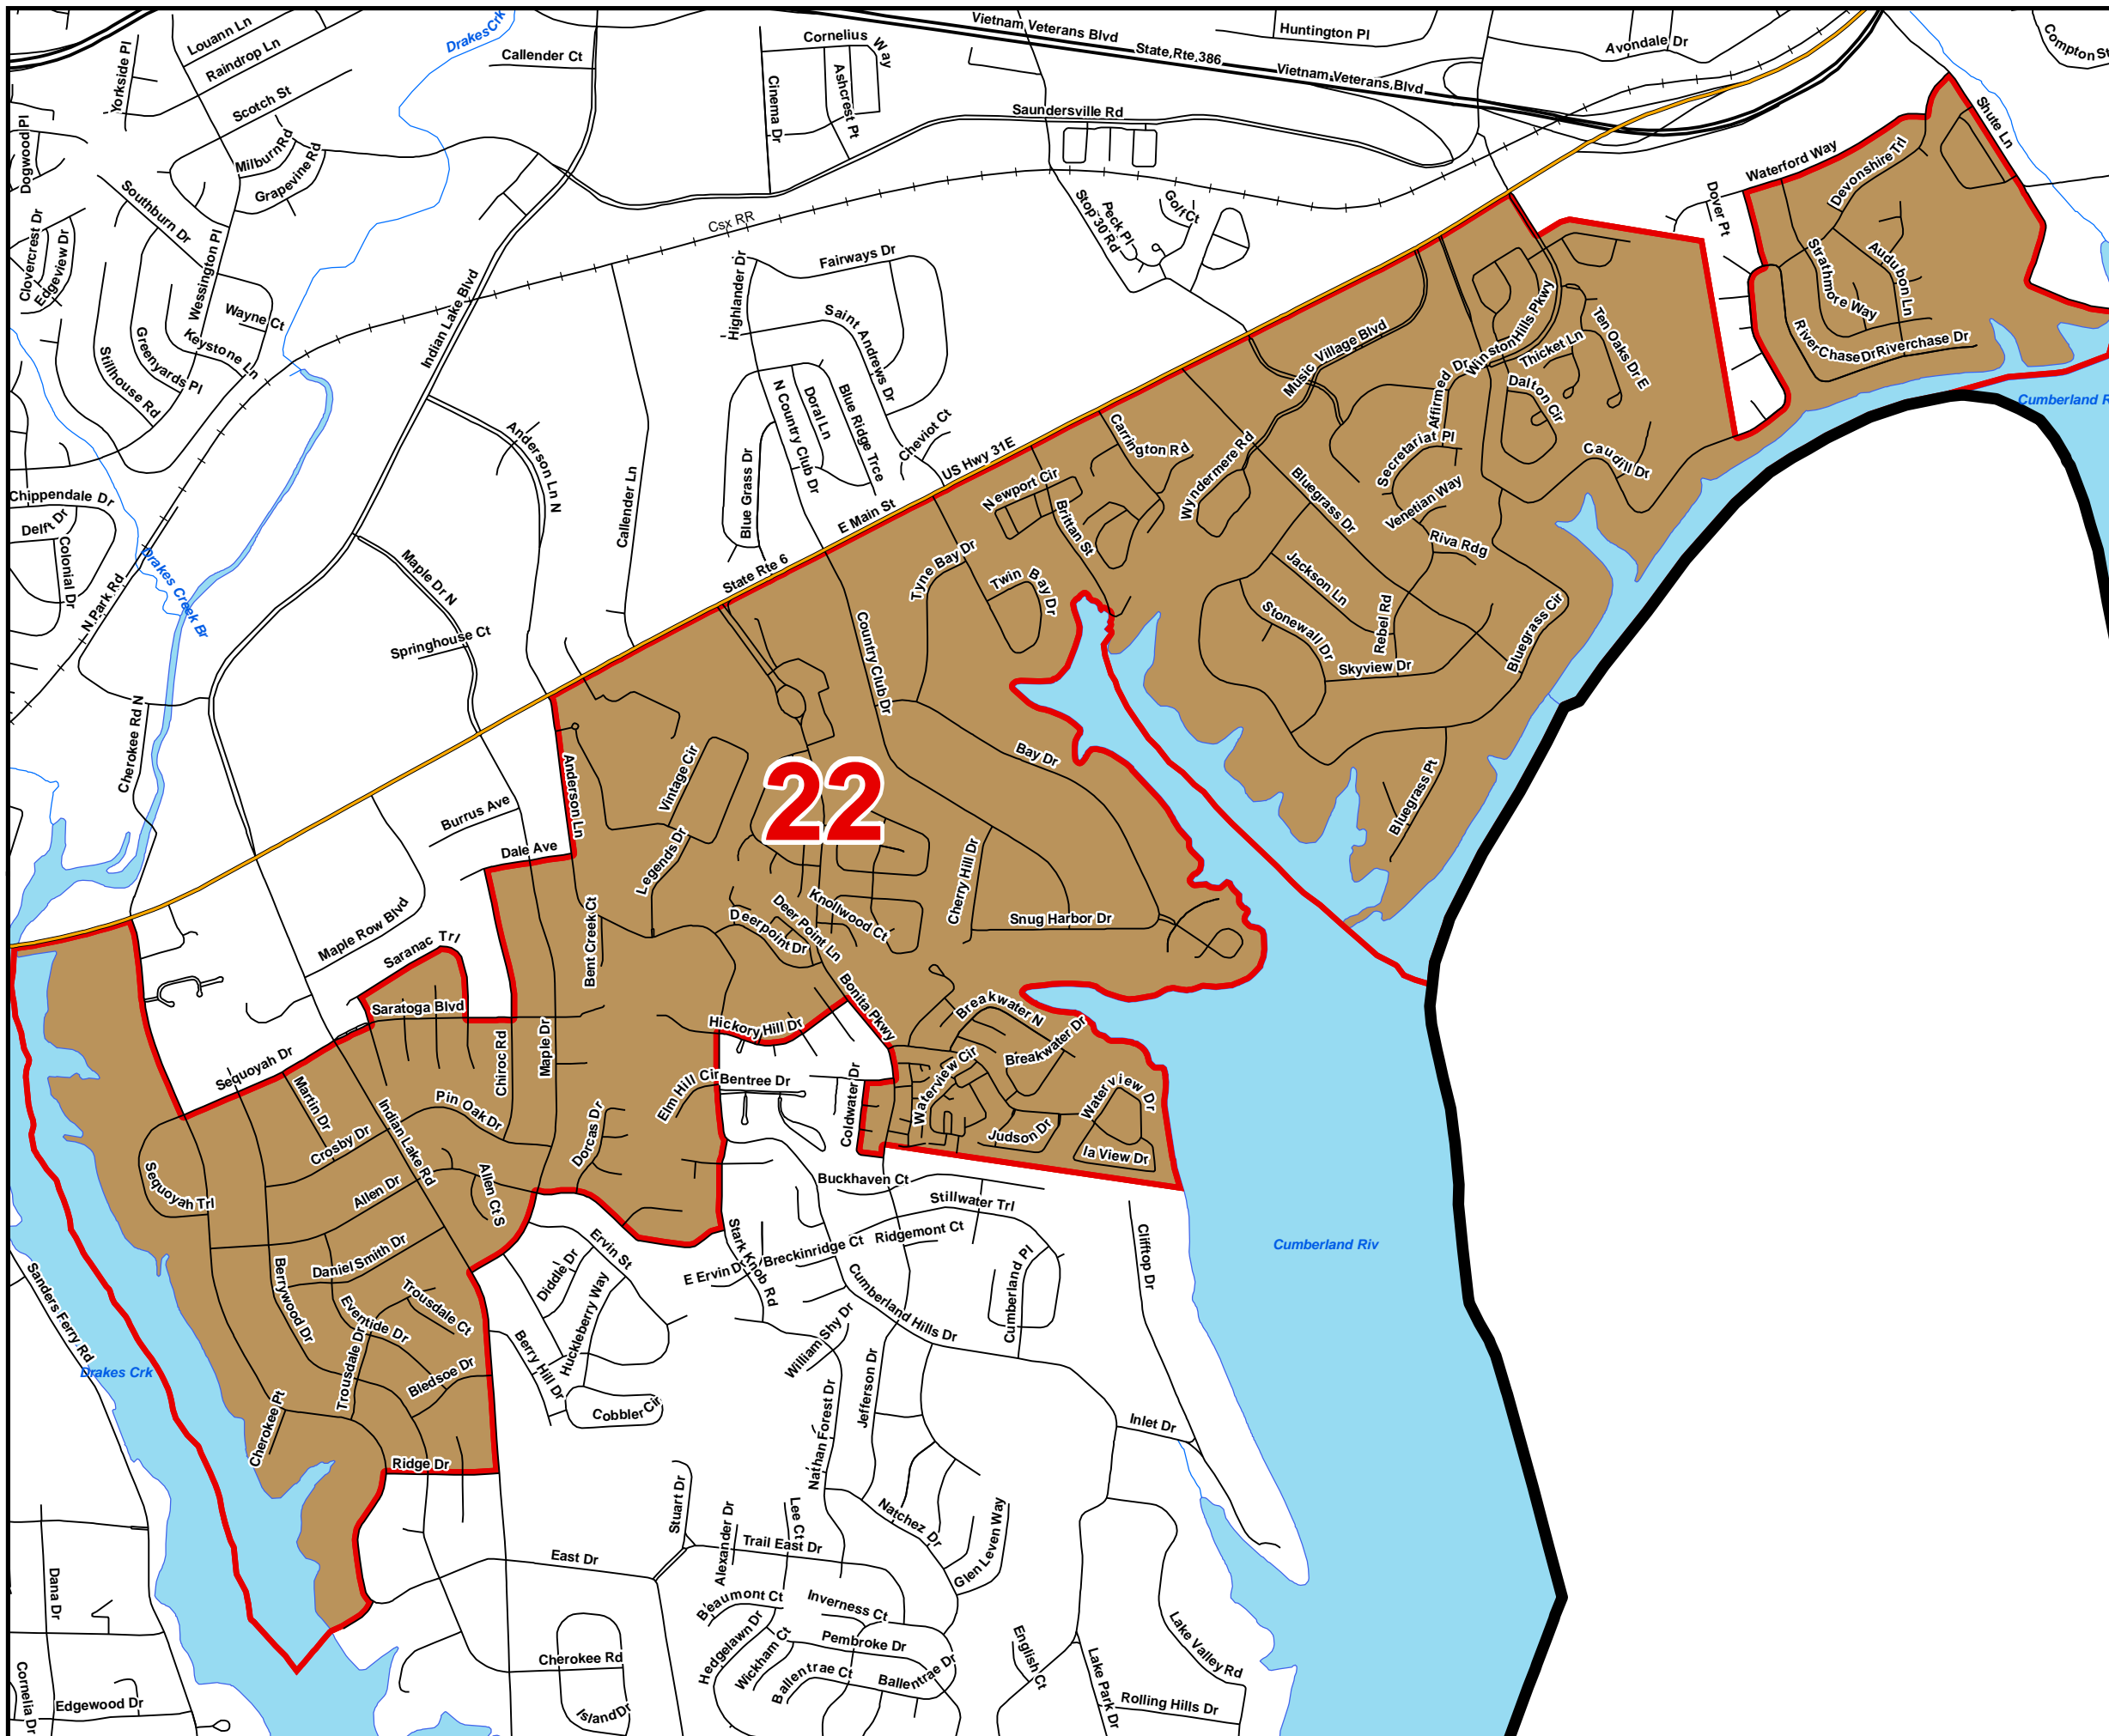 Louann Ln
Raindrop Ln
Yorkside Pl
Scotch St
DrakesCrk
Callender Ct
Cornelius Way
Cinema Dr
Ashcrest Pt
Vietnam Veterans Blvd
State Rte 386
Vietnam Veterans Blvd
Huntington Pl
Avondale Dr
Saundersville Rd
Shute Ln
Dogwood Pl
MilburnRd
Grapevine Rd
Southburn Dr
Clovercrest Dr
Edgeview Dr
Wessington Pl
Wayne Ct
Keystone Ln
Greenyards Pl
Stillhouse Rd
Indian Lake Blvd
Csx RR
Stop 30 Rd
Peck Pl
GolfCt
Waterford Way
Devonshire Trl
Dover Pt
Strathmore Way
Audubon Ln
RiverChaseDr
Riverchase Dr
Highlander Dr
Fairways Dr
Saint Andrews Dr
N Country Club Dr
Doral Ln
Blue Ridge Trce
Cheviot Ct
Blue Grass Dr
Callender Ln
Anderson Ln N
Music Village Blvd
Winston Hills Pkwy
Ten Oaks Dr E
Thicket Ln
Dalton Cir
Affirmed Dr
Secretariat Pl
Caudill Dr
Venetian Way
Riva Rdg
Cumberland R
Chippendale Dr
Delft Dr
Colonial Dr
N Park Rd
Drakes Creek Br
Maple Dr N
Springhouse Ct
Cherokee Rd N
State Rte 6
E Main St
US Hwy 31E
Carrington Rd
Newport Cir
Brittan St
Wyndermere Rd
Bluegrass Dr
Tyne Bay Dr
Twin Bay Dr
Jackson Ln
Stonewall Dr
Rebel Rd
Skyview Dr
Bluegrass Cir
Bluegrass Pt
Country Club Dr
Bay Dr
Anderson Ln
Vintage Cir
Legends Dr
22
Burrus Ave
Dale Ave
Maple Row Blvd
Cherry Hill Dr
Snug Harbor Dr
Bent Creek Ct
Deerpoint Dr
Deer Point Ln
Knollwood Ct
Saranac Trl
Saratoga Blvd
Bonita Pkwy
Hickory Hill Dr
Breakwater N
Breakwater Dr
Waterview Cir
Waterview Dr
Judson Dr
la View Dr
Sequoyah Dr
Martin Dr
Chiroc Rd
Maple Dr
Pin Oak Dr
Crosby Dr
Indian Lake Rd
Dorcas Dr
Elm Hill Cir
Bentree Dr
Coldwater Dr
Buckhaven Ct
Stillwater Trl
Ridgemont Ct
Breckinridge Ct
Sequoyah Trl
Allen Dr
Allen Ct S
Daniel Smith Dr
Berrywood Dr
Eventide Dr
Trousdale Ct
Trousdale Dr
Bledsoe Dr
Cherokee Pt
Ridge Dr
Ervin St
E Ervin Dr
Stark Knob Rd
Diddle Dr
Huckleberry Way
Berry Hill Dr
Cobbler Cir
William Shy Dr
Cumberland Hills Dr
Cumberland Pl
Clifftop Dr
Cumberland Riv
Sanders Ferry Rd
Drakes Crk
Jefferson Dr
Nathan Forest Dr
Inlet Dr
Natchez Dr
Glen Leven Way
Stuart Dr
Alexander Dr
Lee Ct
Trail East Dr
East Dr
Beaumont Ct
Inverness Ct
Hedgelawn Dr
Wickham Ct
Pembroke Dr
Ballentrae Ct
Ballentrae Dr
English Ct
Lake Park Dr
Lake Valley Rd
Rolling Hills Dr
Dana Dr
Cornelia Dr
Edgewood Dr
Cherokee Rd
IslandDr
Compton St